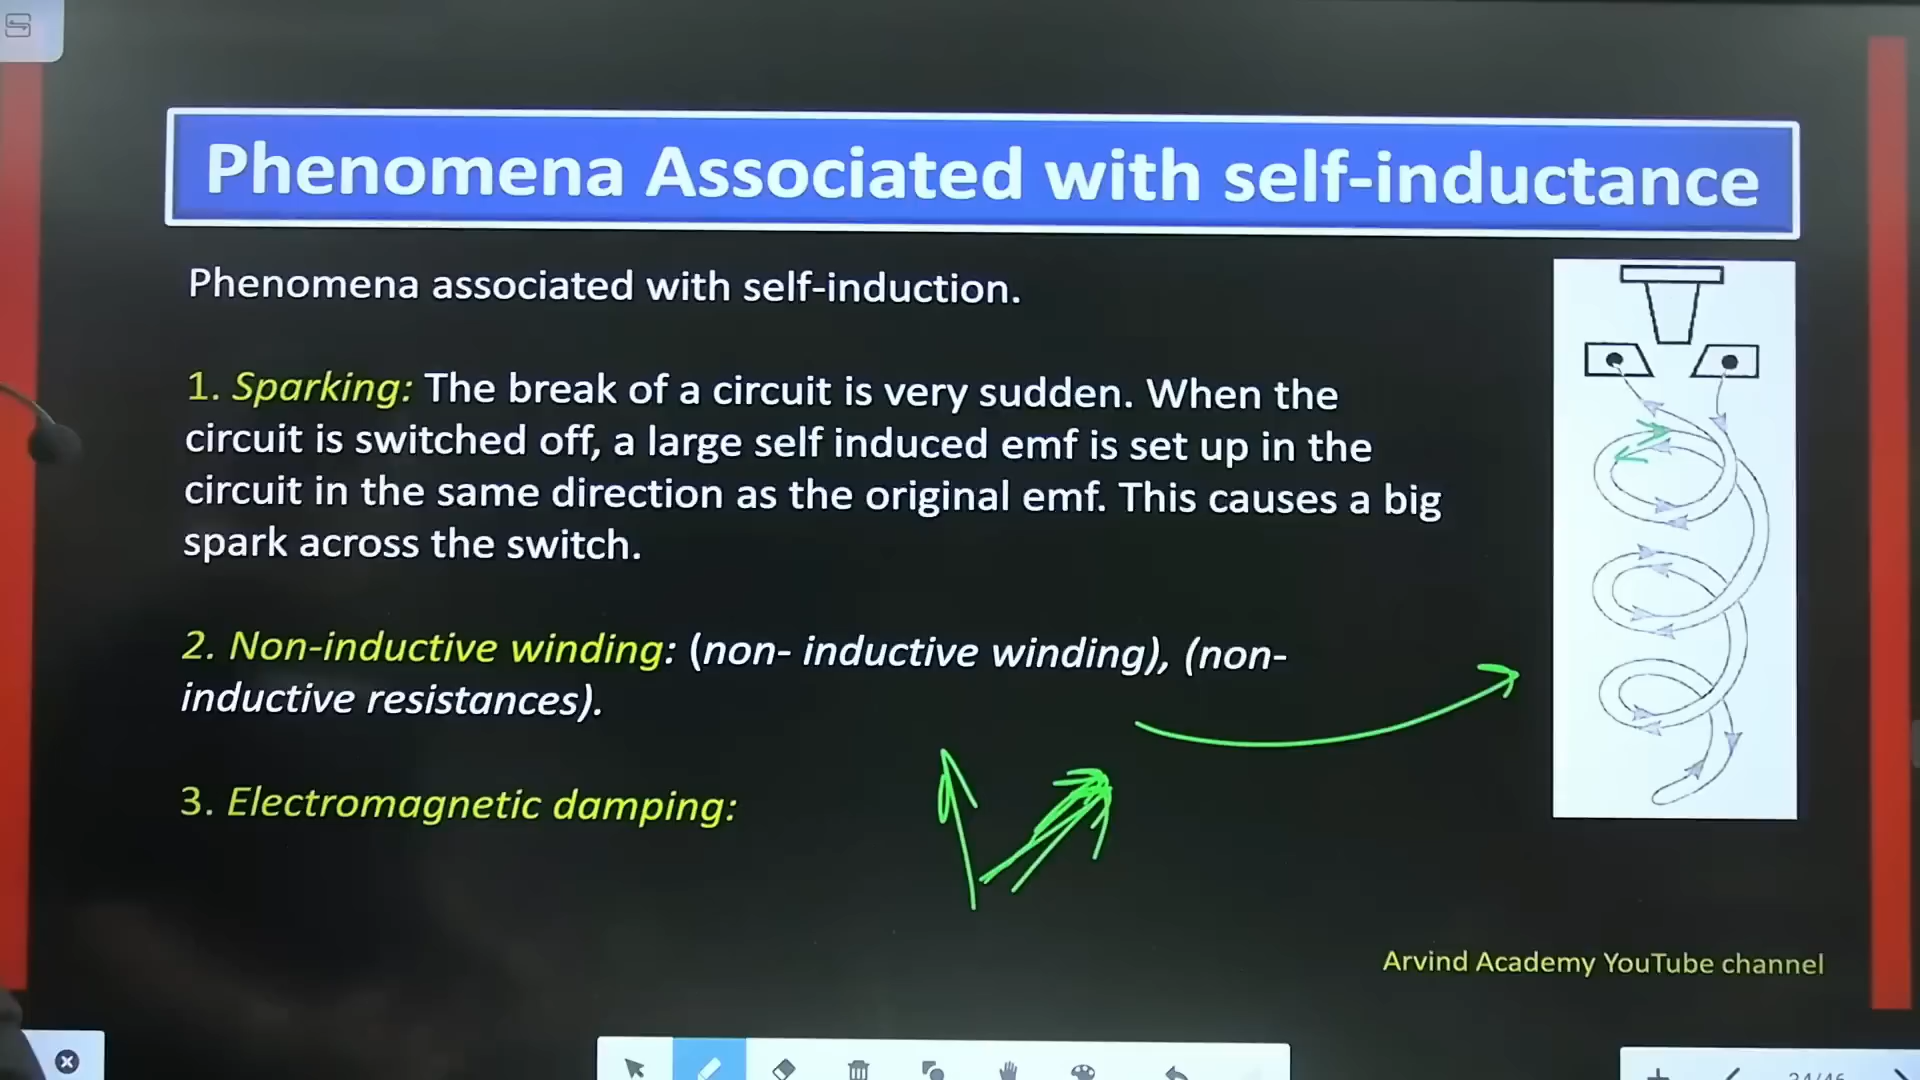 Phenomena Associated with self-inductance
Phenomena associated with self-induction.
1. Sparking: The break of a circuit is very sudden. When the
circuit is switched off, a large self induced emf is set up in the
circuit in the same direction as the original emf. This causes a big
spark across the switch.
2. Non-inductive winding: (non- inductive winding), (non-
inductive resistances).
3. Electromagnetic damping:
Arvind Academy YouTube channel